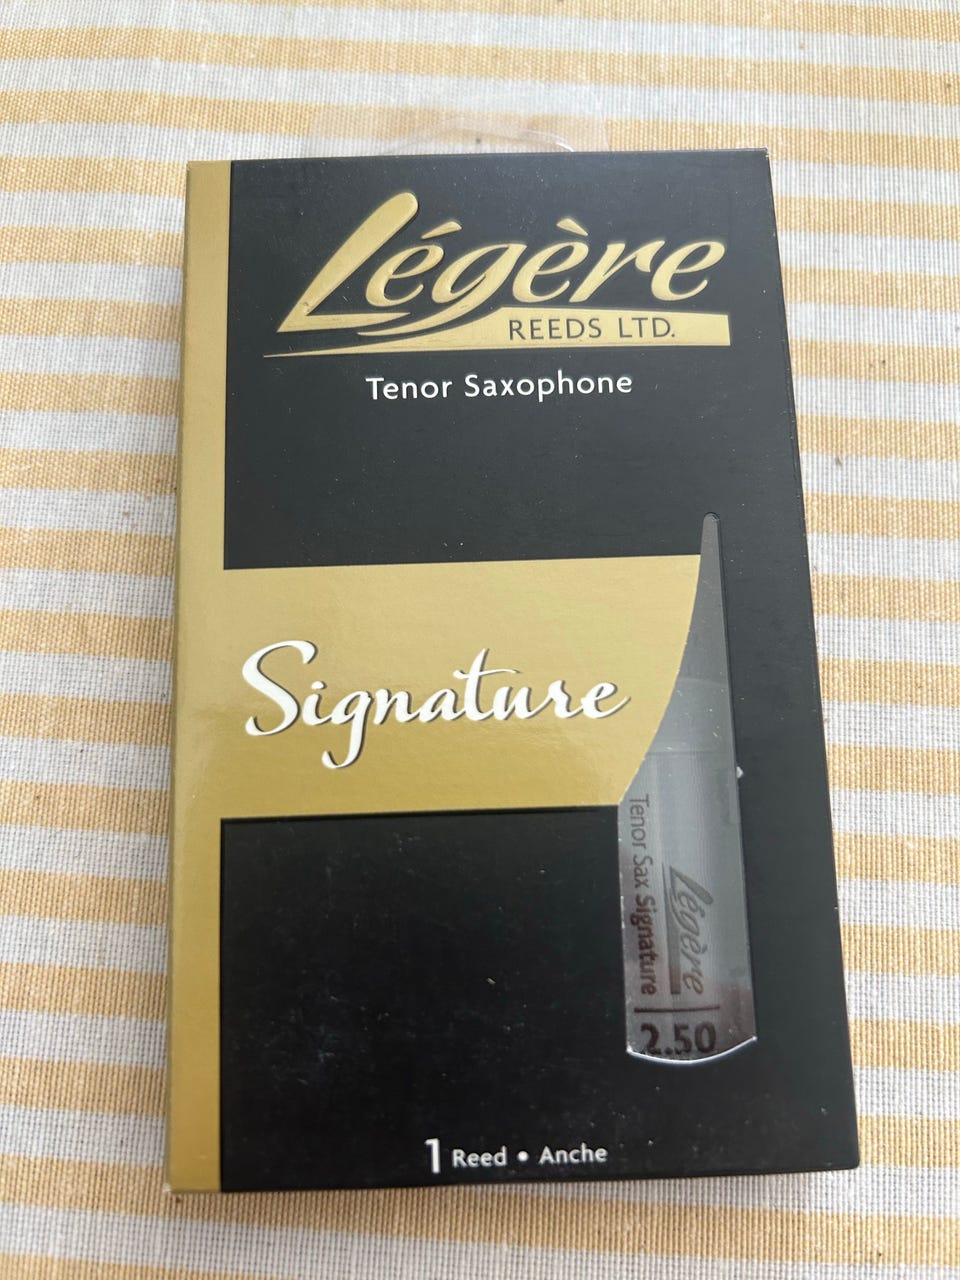 Légère
REEDS LTD.
Tenor Saxophone
Signature
Tenor Sax Signature
Légère
2.50
1 Reed • Anche